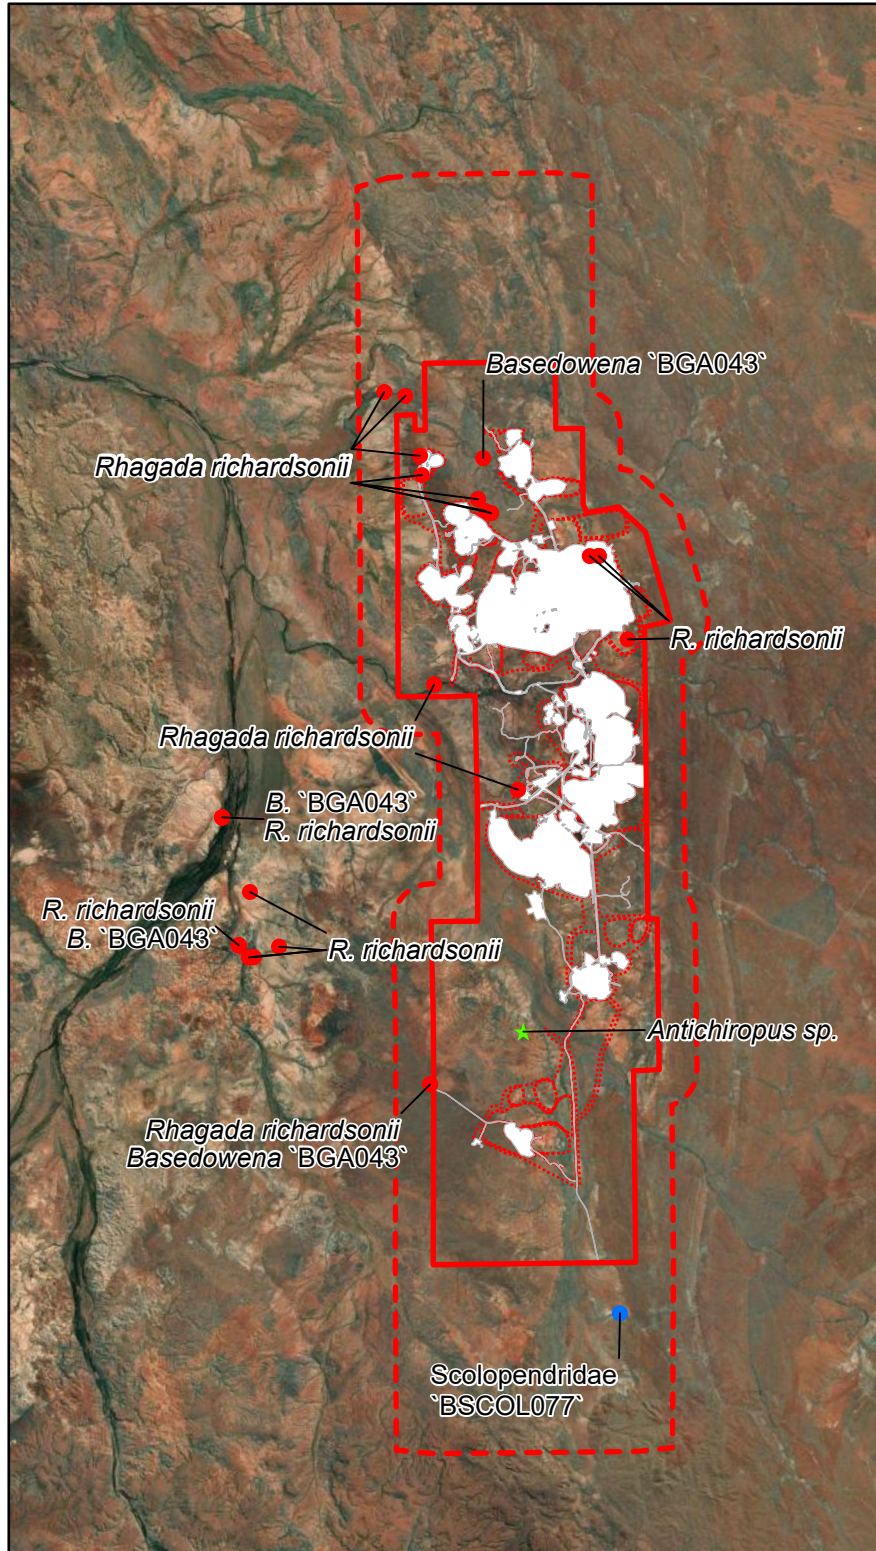 Basedowena `BGA043`
Rhagada richardsonii
R. richardsonii
Rhagada richardsonii
B. `BGA043`
R. richardsonii
R. richardsonii
B. `BGA043`
R. richardsonii
Antichiropus sp.
Rhagada richardsonii
Basedowena `BGA043`
Scolopendridae
`BSCOL077`